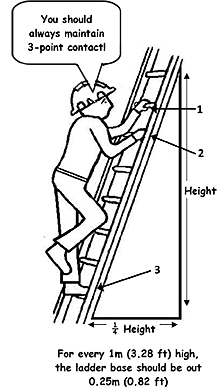 You should
always maintain
3-point contact!
1
2
Height
3
1/4 Height
For every 1m (3.28 ft) high,
the ladder base should be out
0.25m (0.82 ft)